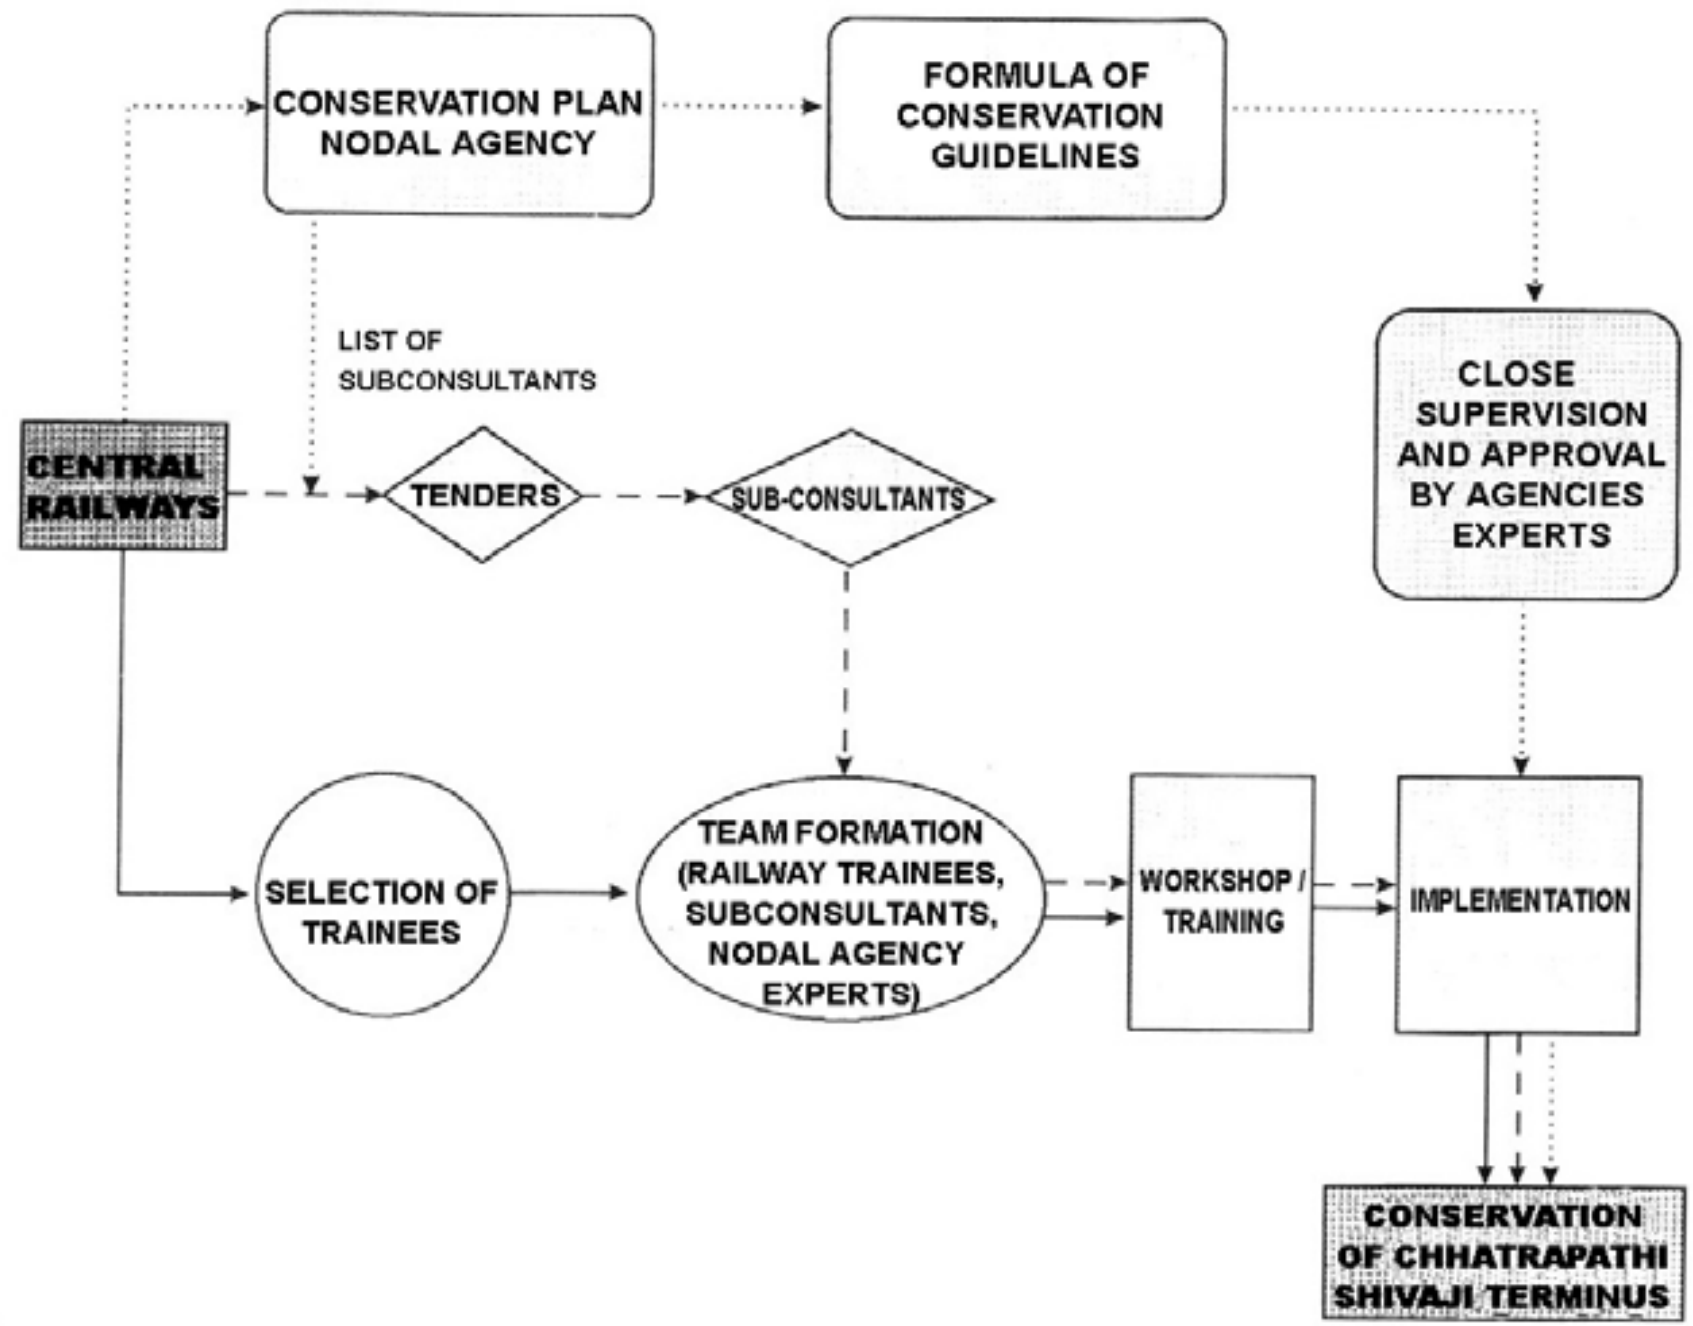 CONSERVATION PLAN
NODAL AGENCY
FORMULA OF
CONSERVATION
GUIDELINES
LIST OF
SUBCONSULTANTS
CLOSE
SUPERVISION
AND APPROVAL
BY AGENCIES
EXPERTS
CENTRAL
RAILWAYS
TENDERS
SUB-CONSULTANTS
SELECTION OF
TRAINEES
TEAM FORMATION
(RAILWAY TRAINEES,
SUBCONSULTANTS,
NODAL AGENCY
EXPERTS)
WORKSHOP /
TRAINING
IMPLEMENTATION
CONSERVATION
OF CHHATRAPATHI
SHIVAJI TERMINUS